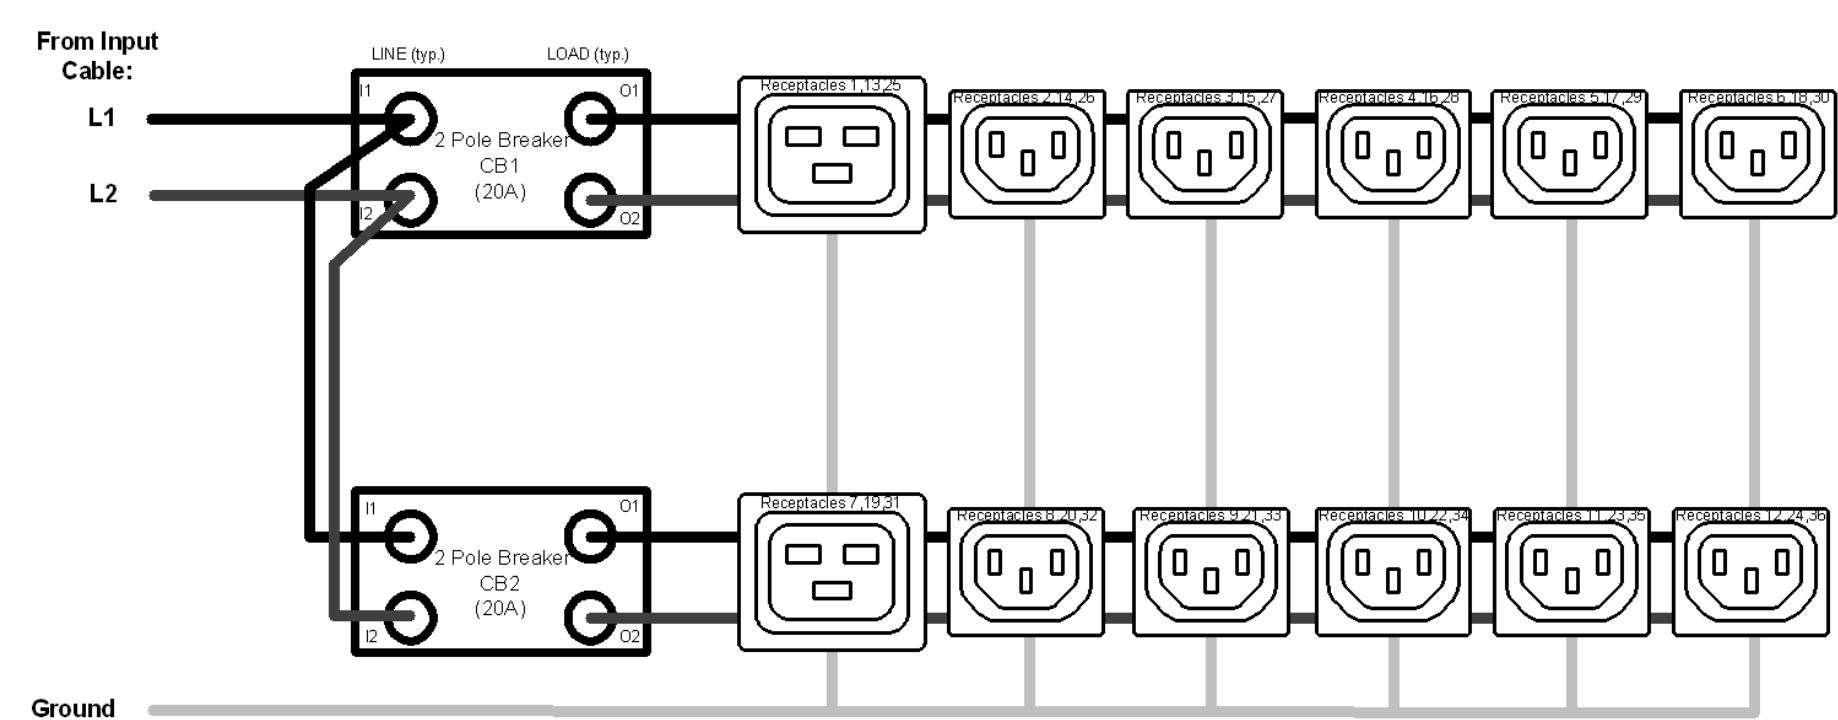 From Input
Cable:
LINE (typ.)
LOAD (typ.)
L1
L2
I1
O1
2 Pole Breaker
CB1
(20A)
I2
O2
Receptacles 1,13,25
Receptacles 2,14,26
Receptacles 3,15,27
Receptacles 4,16,28
Receptacles 5,17,29
Receptacles 6,18,30
I1
O1
2 Pole Breaker
CB2
(20A)
I2
O2
Receptacles 7,19,31
Receptacles 8,20,32
Receptacles 9,21,33
Receptacles 10,22,34
Receptacles 11,23,35
Receptacles 12,24,36
Ground